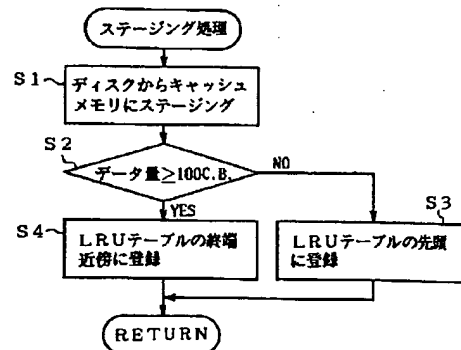 ステージング処理
S1
ディスクからキャッシュ
メモリにステージング
S2
データ量≥100C.B.
NO
YES
S3
S4
LRUテーブルの終端
近傍に登録
LRUテーブルの先頭
に登録
RETURN